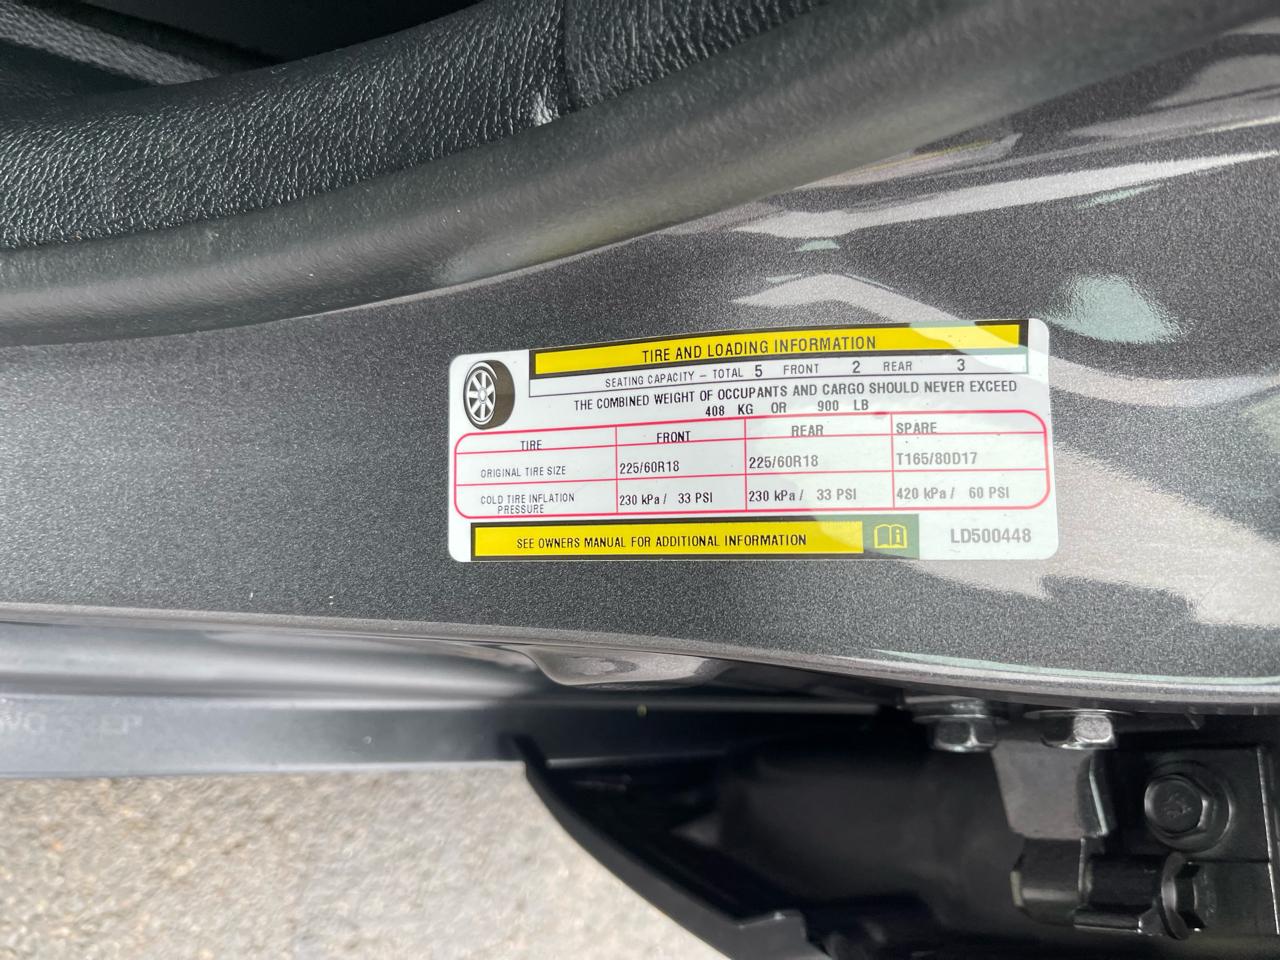 TIRE AND LOADING INFORMATION
SEATING CAPACITY – TOTAL 5 FRONT 2 REAR 3
THE COMBINED WEIGHT OF OCCUPANTS AND CARGO SHOULD NEVER EXCEED
408 KG OR 900 LB
TIRE FRONT REAR SPARE
ORIGINAL TIRE SIZE 225/60R18 225/60R18 T165/80D17
COLD TIRE INFLATION PRESSURE 230 kPa / 33 PSI 230 kPa / 33 PSI 420 kPa / 60 PSI
SEE OWNERS MANUAL FOR ADDITIONAL INFORMATION LD500448